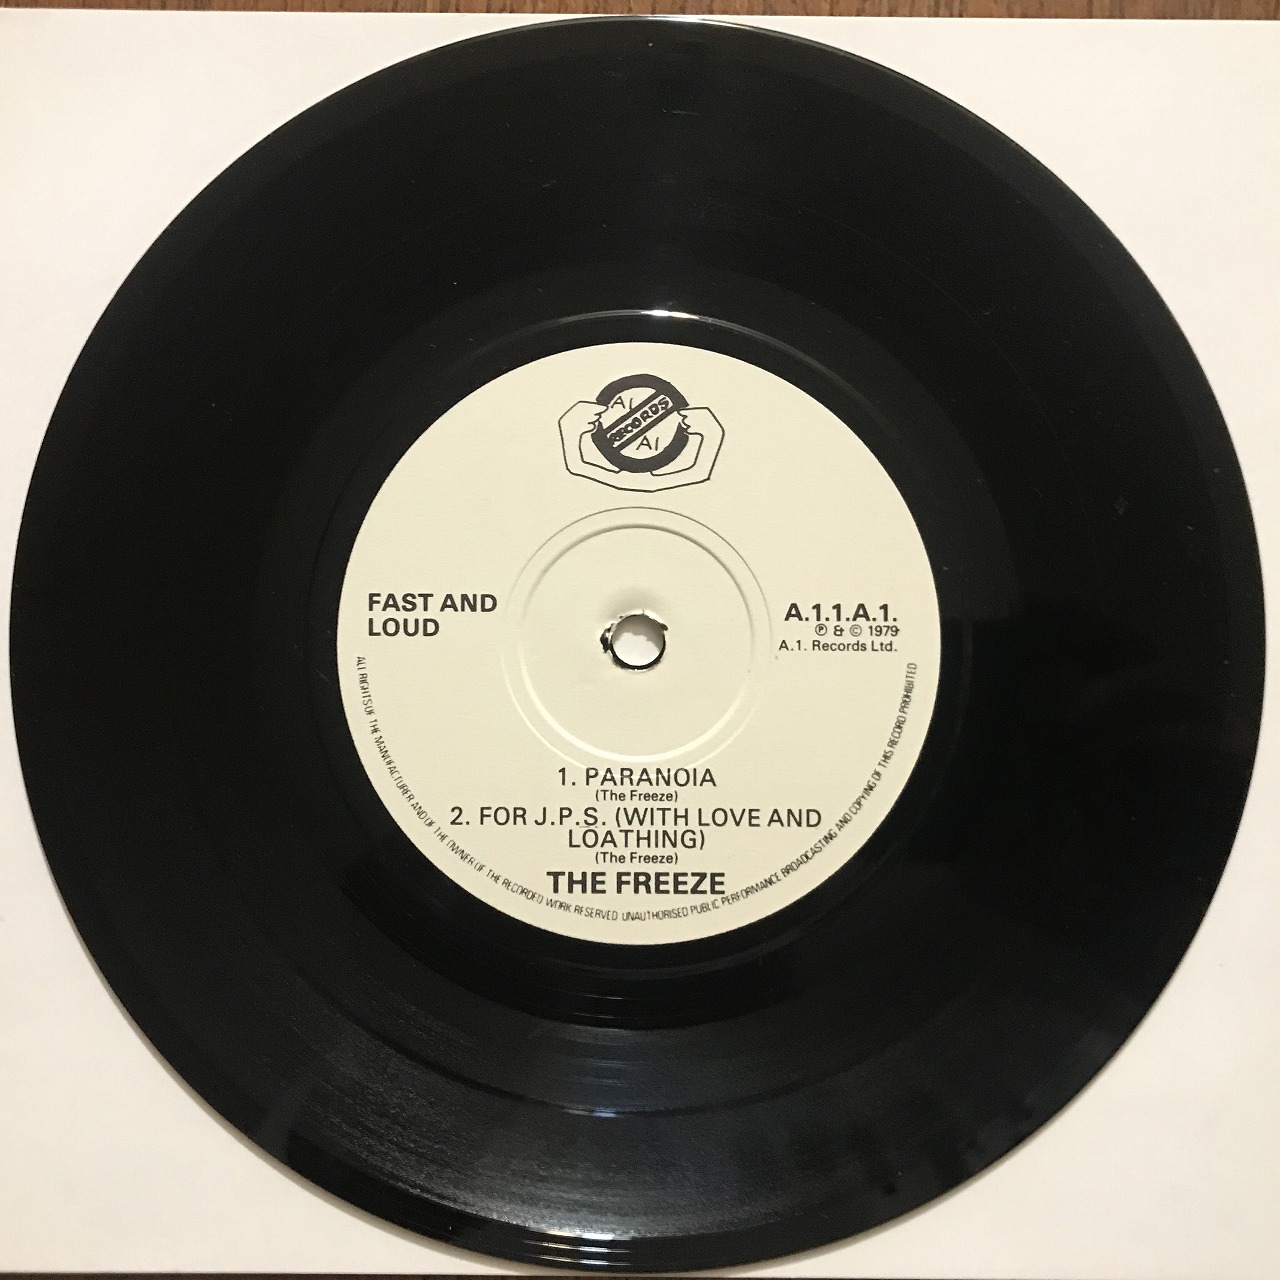 A1
RECORDS
A1
FAST AND
LOUD
A.1.1.A.1.
℗ & © 1979
A.1. Records Ltd.
1. PARANOIA
(The Freeze)
2. FOR J.P.S. (WITH LOVE AND
LOATHING)
(The Freeze)
THE FREEZE
ALL RIGHTS OF THE MANUFACTURER AND OF THE OWNER OF THE RECORDED WORK RESERVED UNAUTHORISED PUBLIC PERFORMANCE BROADCASTING AND COPYING OF THIS RECORD PROHIBITED